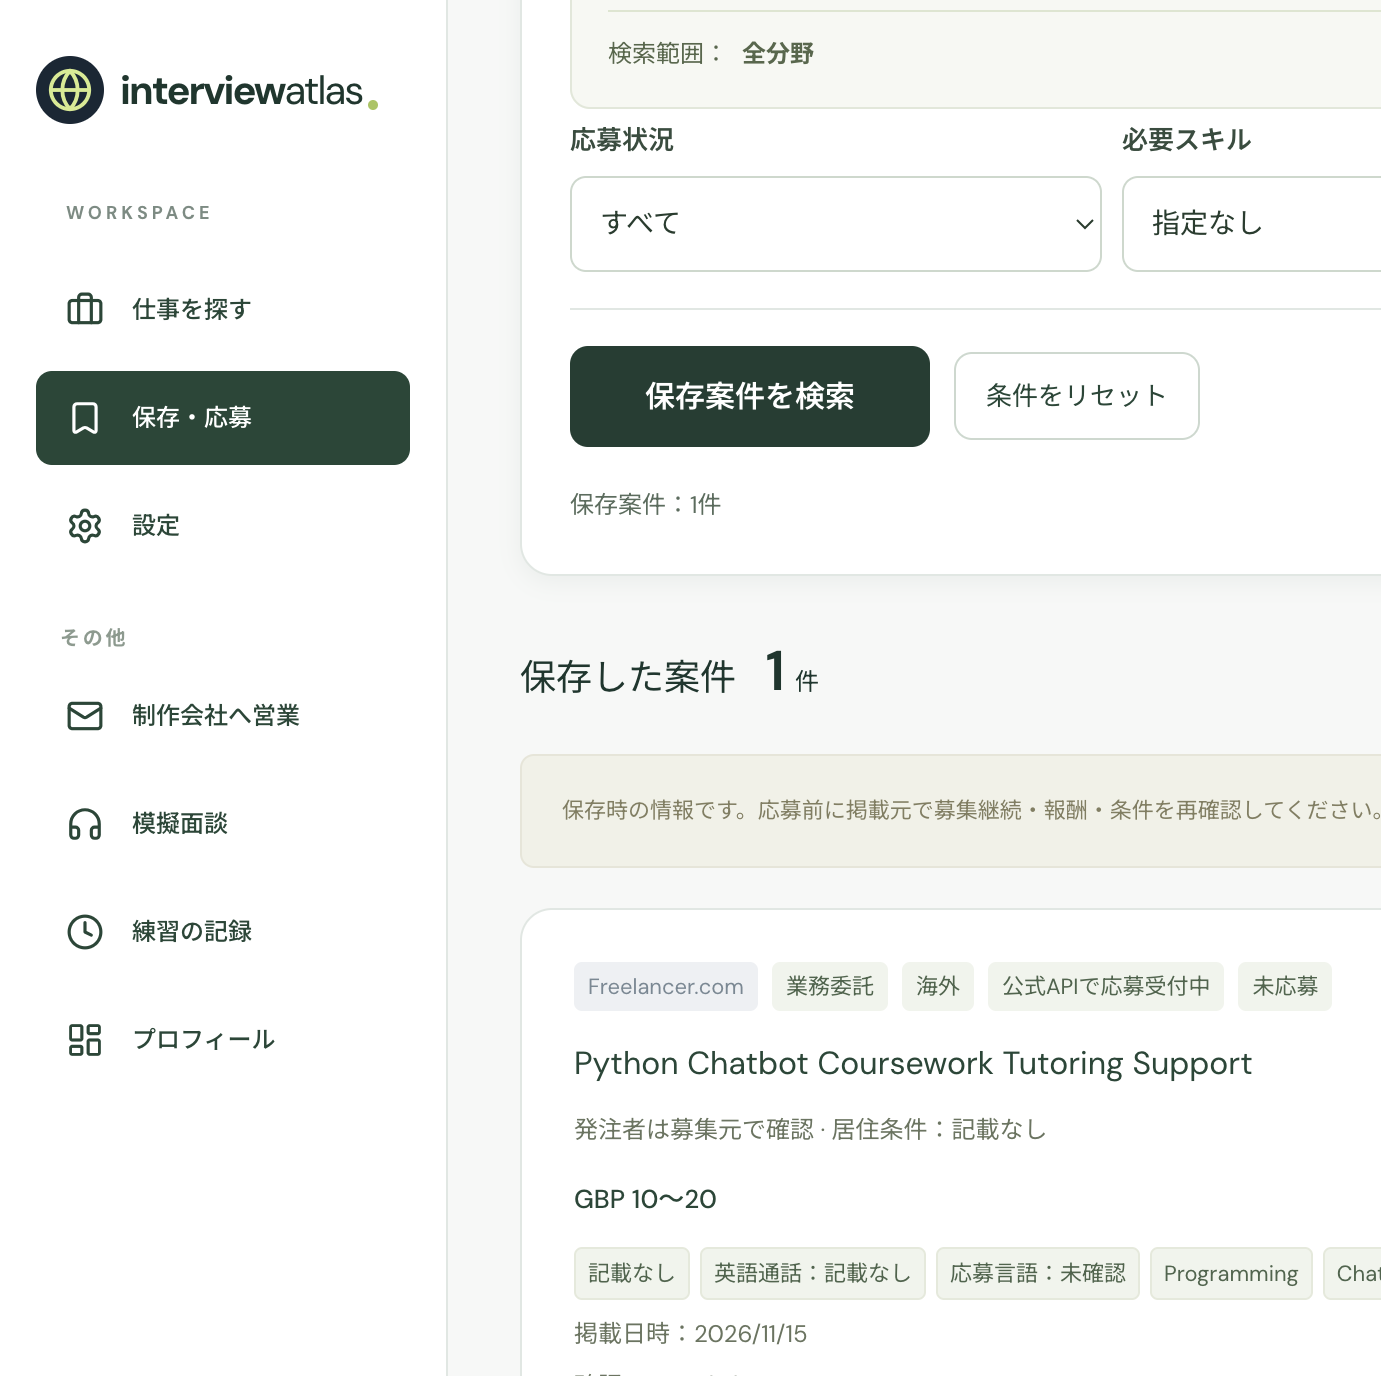 interviewatlas.
WORKSPACE
仕事を探す
保存・応募
設定
その他
制作会社へ営業
模擬面談
練習の記録
プロフィール
検索範囲： 全分野
応募状況 必要スキル
すべて 指定なし
保存案件を検索 条件をリセット
保存案件：1件
保存した案件 1 件
保存時の情報です。応募前に掲載元で募集継続・報酬・条件を再確認してください。
Freelancer.com 業務委託 海外 公式APIで応募受付中 未応募
Python Chatbot Coursework Tutoring Support
発注者は募集元で確認 · 居住条件：記載なし
GBP 10〜20
記載なし 英語通話：記載なし 応募言語：未確認 Programming
掲載日時：2026/11/15